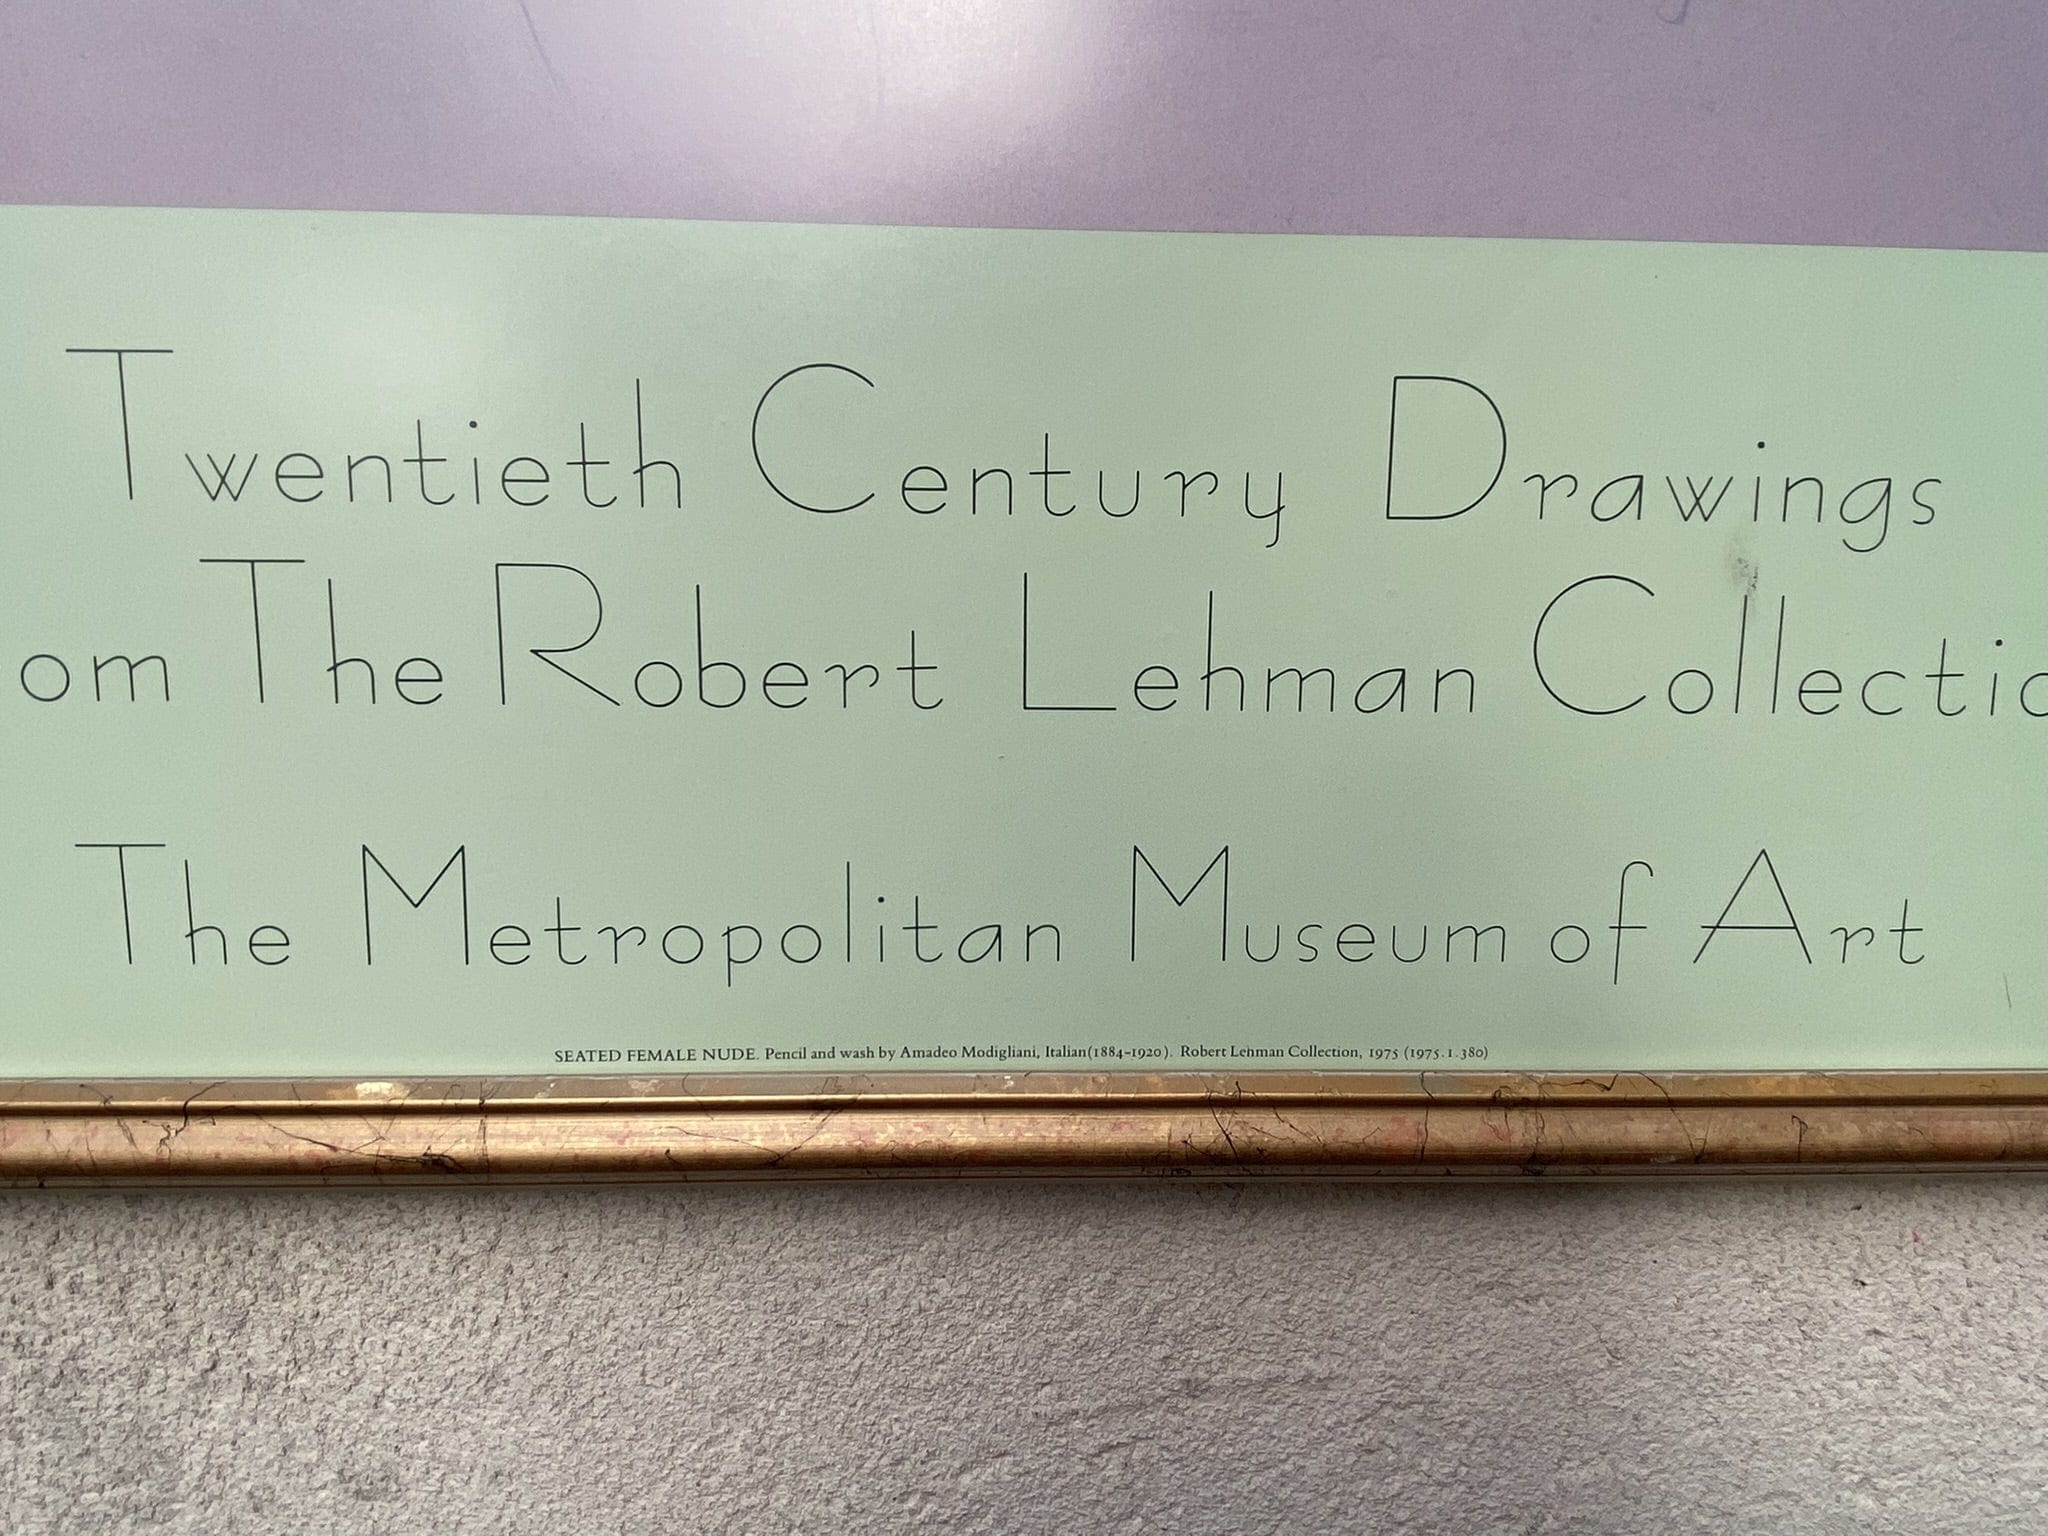 Twentieth Century Drawings
om The Robert Lehman Collectio
The Metropolitan Museum of Art
SEATED FEMALE NUDE. Pencil and wash by Amadeo Modigliani, Italian(1884-1920). Robert Lehman Collection, 1975 (1975.1.380)